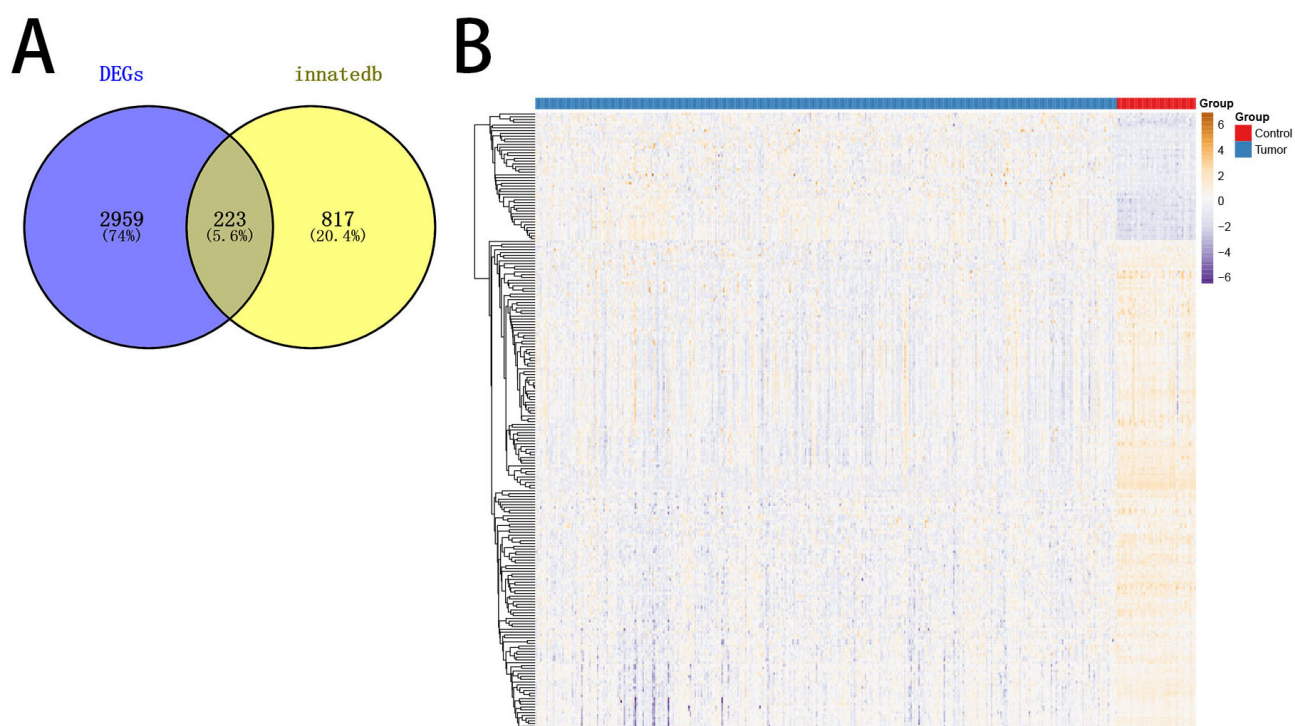 A
B
DEGs
innatedb
2959
(74%)
223
(5.6%)
817
(20.4%)
Group
6
4
2
0
−2
−4
−6
Group
Control
Tumor